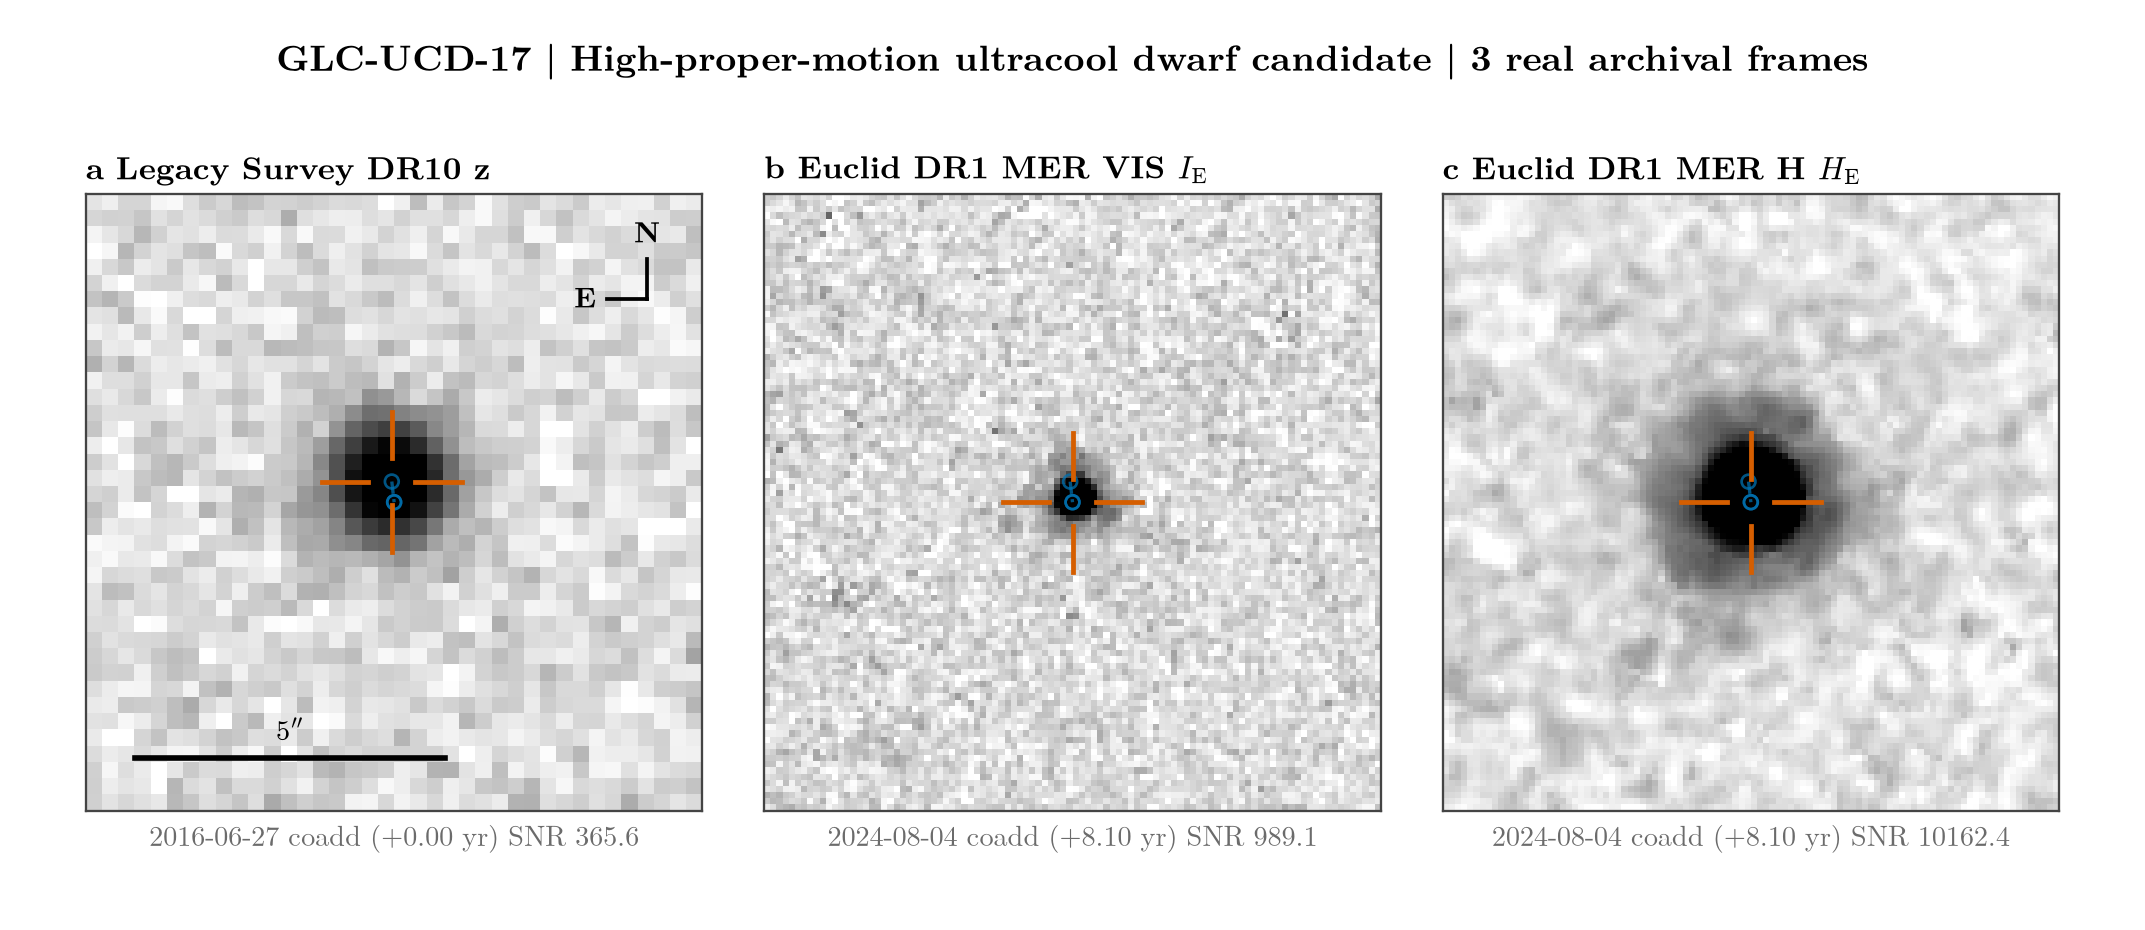 GLC-UCD-17 | High-proper-motion ultracool dwarf candidate | 3 real archival frames
a Legacy Survey DR10 z
b Euclid DR1 MER VIS I_E
c Euclid DR1 MER H H_E
N
E
5″
2016-06-27 coadd (+0.00 yr) SNR 365.6
2024-08-04 coadd (+8.10 yr) SNR 989.1
2024-08-04 coadd (+8.10 yr) SNR 10162.4